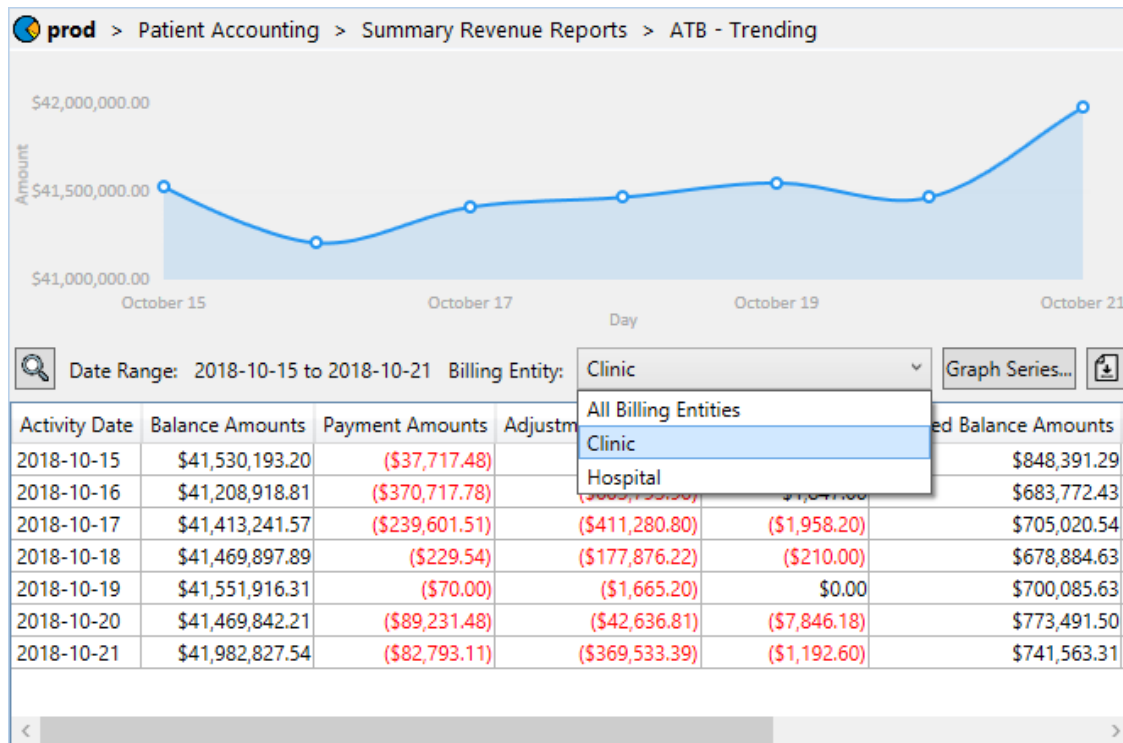 prod > Patient Accounting > Summary Revenue Reports > ATB - Trending
$42,000,000.00
Amount
$41,500,000.00
$41,000,000.00
October 15 October 17 October 19 October 21
Day
Date Range: 2018-10-15 to 2018-10-21 Billing Entity: Clinic Graph Series...
All Billing Entities
Clinic
Hospital
Activity Date Balance Amounts Payment Amounts Adjustm ed Balance Amounts
2018-10-15 $41,530,193.20 ($37,717.48) $848,391.29
2018-10-16 $41,208,918.81 ($370,717.78) $683,772.43
2018-10-17 $41,413,241.57 ($239,601.51) ($411,280.80) ($1,958.20) $705,020.54
2018-10-18 $41,469,897.89 ($229.54) ($177,876.22) ($210.00) $678,884.63
2018-10-19 $41,551,916.31 ($70.00) ($1,665.20) $0.00 $700,085.63
2018-10-20 $41,469,842.21 ($89,231.48) ($42,636.81) ($7,846.18) $773,491.50
2018-10-21 $41,982,827.54 ($82,793.11) ($369,533.39) ($1,192.60) $741,563.31